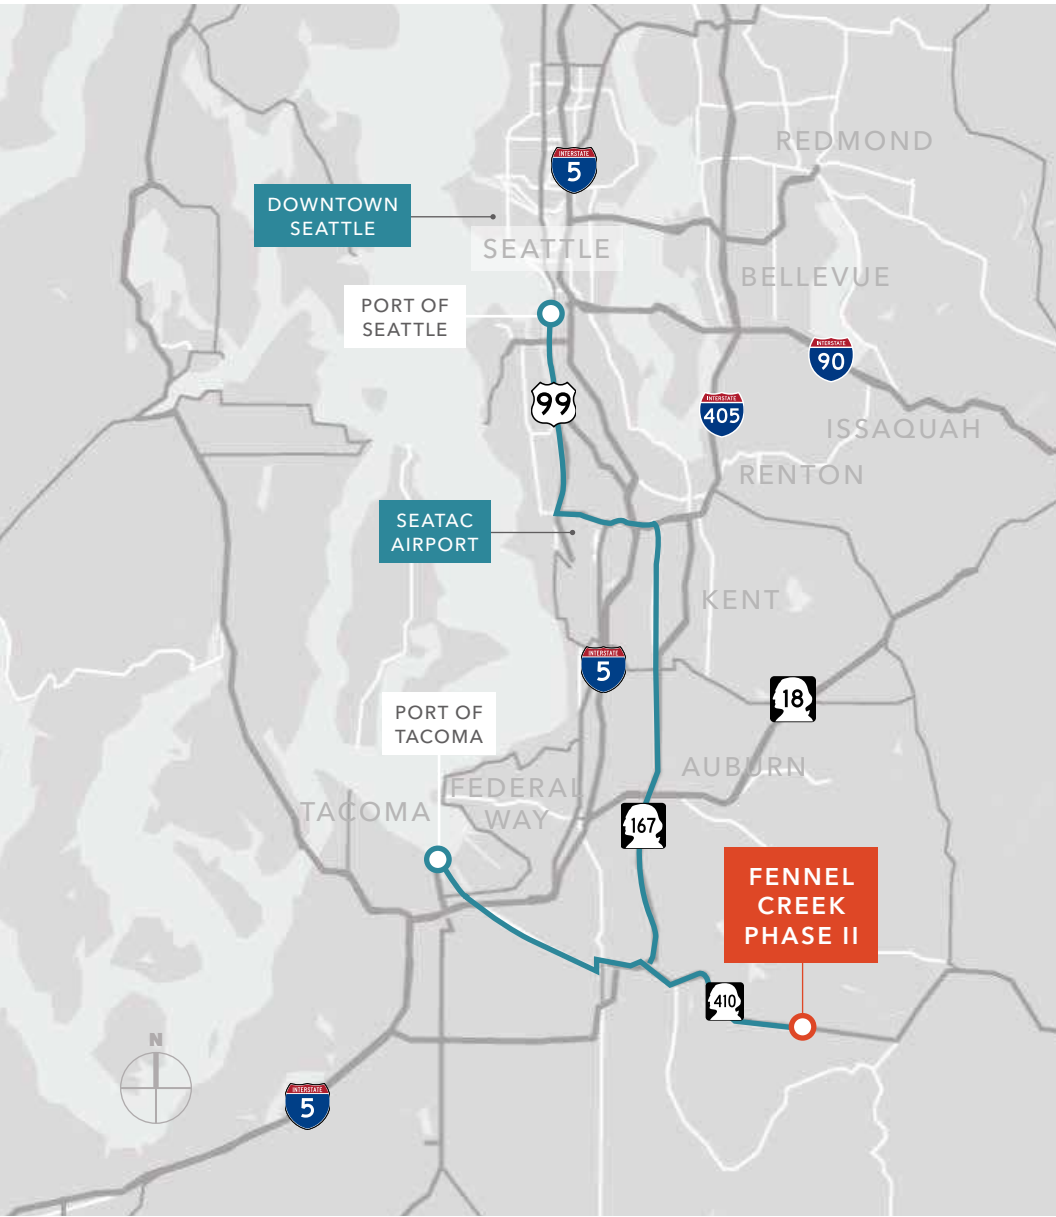 INTERSTATE
5
REDMOND
DOWNTOWN
SEATTLE
SEATTLE
BELLEVUE
PORT OF
SEATTLE
INTERSTATE
90
99
INTERSTATE
405
ISSAQUAH
RENTON
SEATAC
AIRPORT
KENT
INTERSTATE
5
18
PORT OF
TACOMA
AUBURN
FEDERAL
WAY
TACOMA
167
FENNEL
CREEK
PHASE II
410
N
INTERSTATE
5